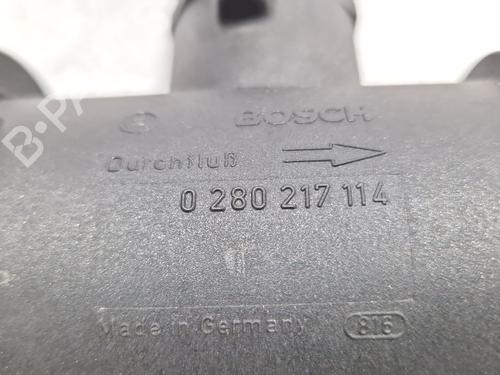 BOSCH
Durchfluß
0 280 217 114
Made in Germany 816